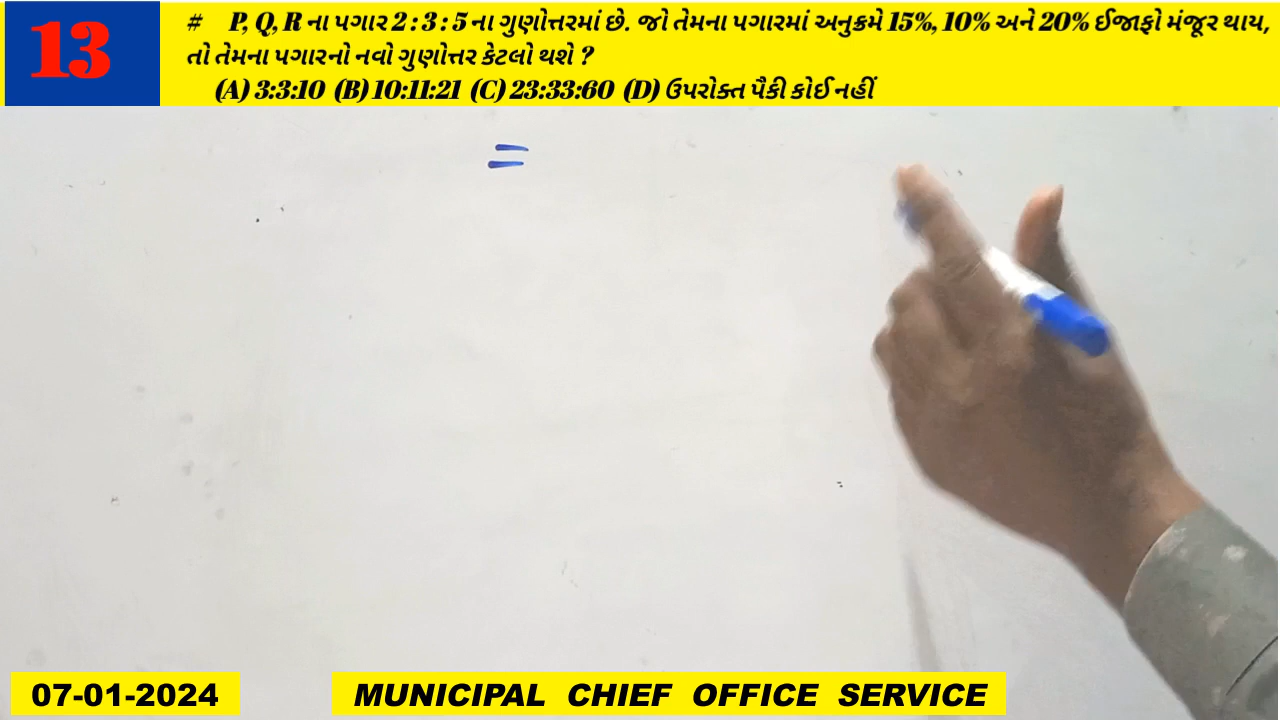 13
# P, Q, R ના પગાર 2 : 3 : 5 ના ગુણોત્તરમાં છે. જો તેમના પગારમાં અનુક્રમે 15%, 10% અને 20% ઈજાફો મંજૂર થાય,
તો તેમના પગારનો નવો ગુણોત્તર કેટલો થશે ?
(A) 3:3:10 (B) 10:11:21 (C) 23:33:60 (D) ઉપરોક્ત પૈકી કોઈ નહીં
=
07-01-2024
MUNICIPAL CHIEF OFFICE SERVICE